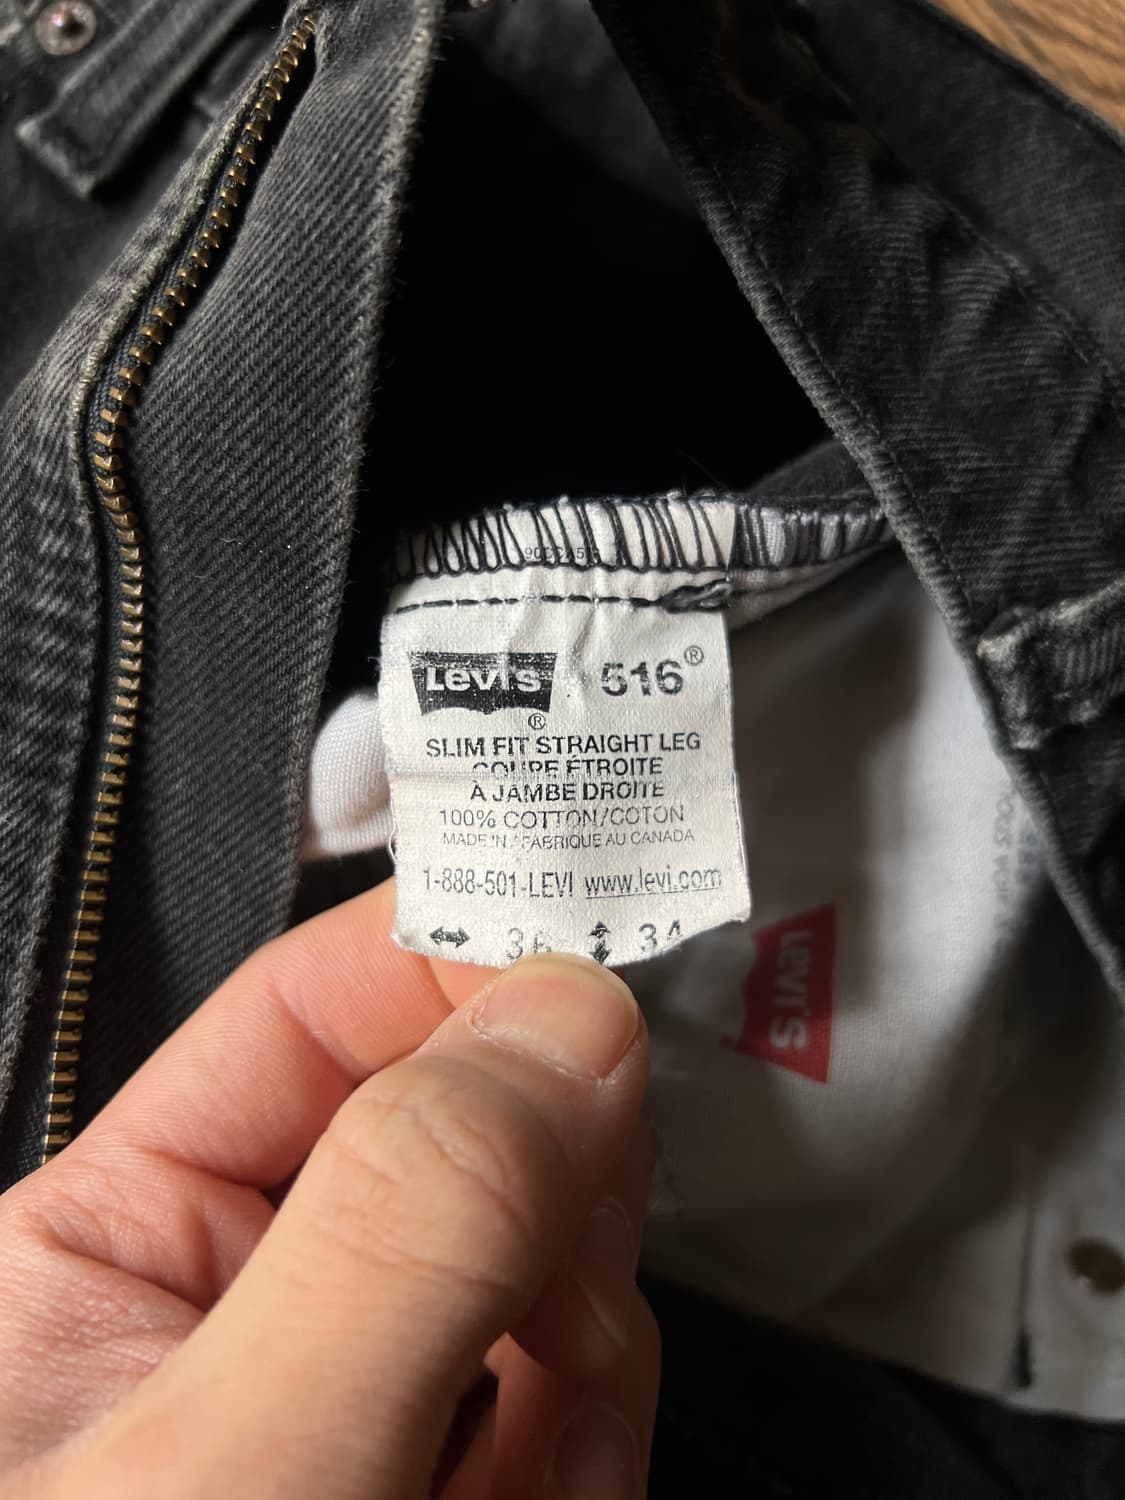 Levi's 516®
®
SLIM FIT STRAIGHT LEG
COUPE ÉTROITE
À JAMBE DROITE
100% COTTON/COTON
MADE IN / FABRIQUE AU CANADA
1-888-501-LEVI www.levi.com
↔ 36 ↕ 34
LEVI'S